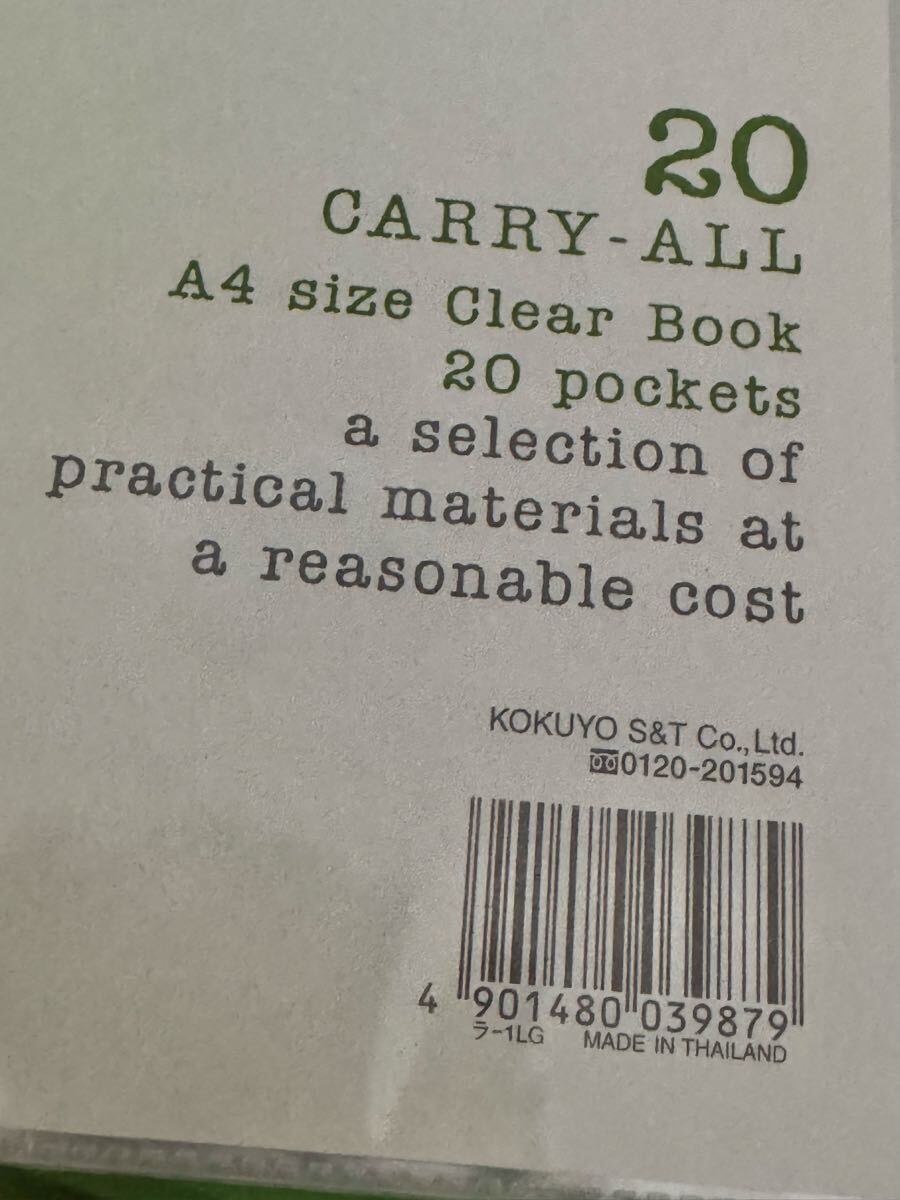 20
CARRY-ALL
A4 size Clear Book
20 pockets
a selection of
practical materials at
a reasonable cost
KOKUYO S&T Co.,Ltd.
0120-201594
4 901480 039879
ラ-1LG MADE IN THAILAND